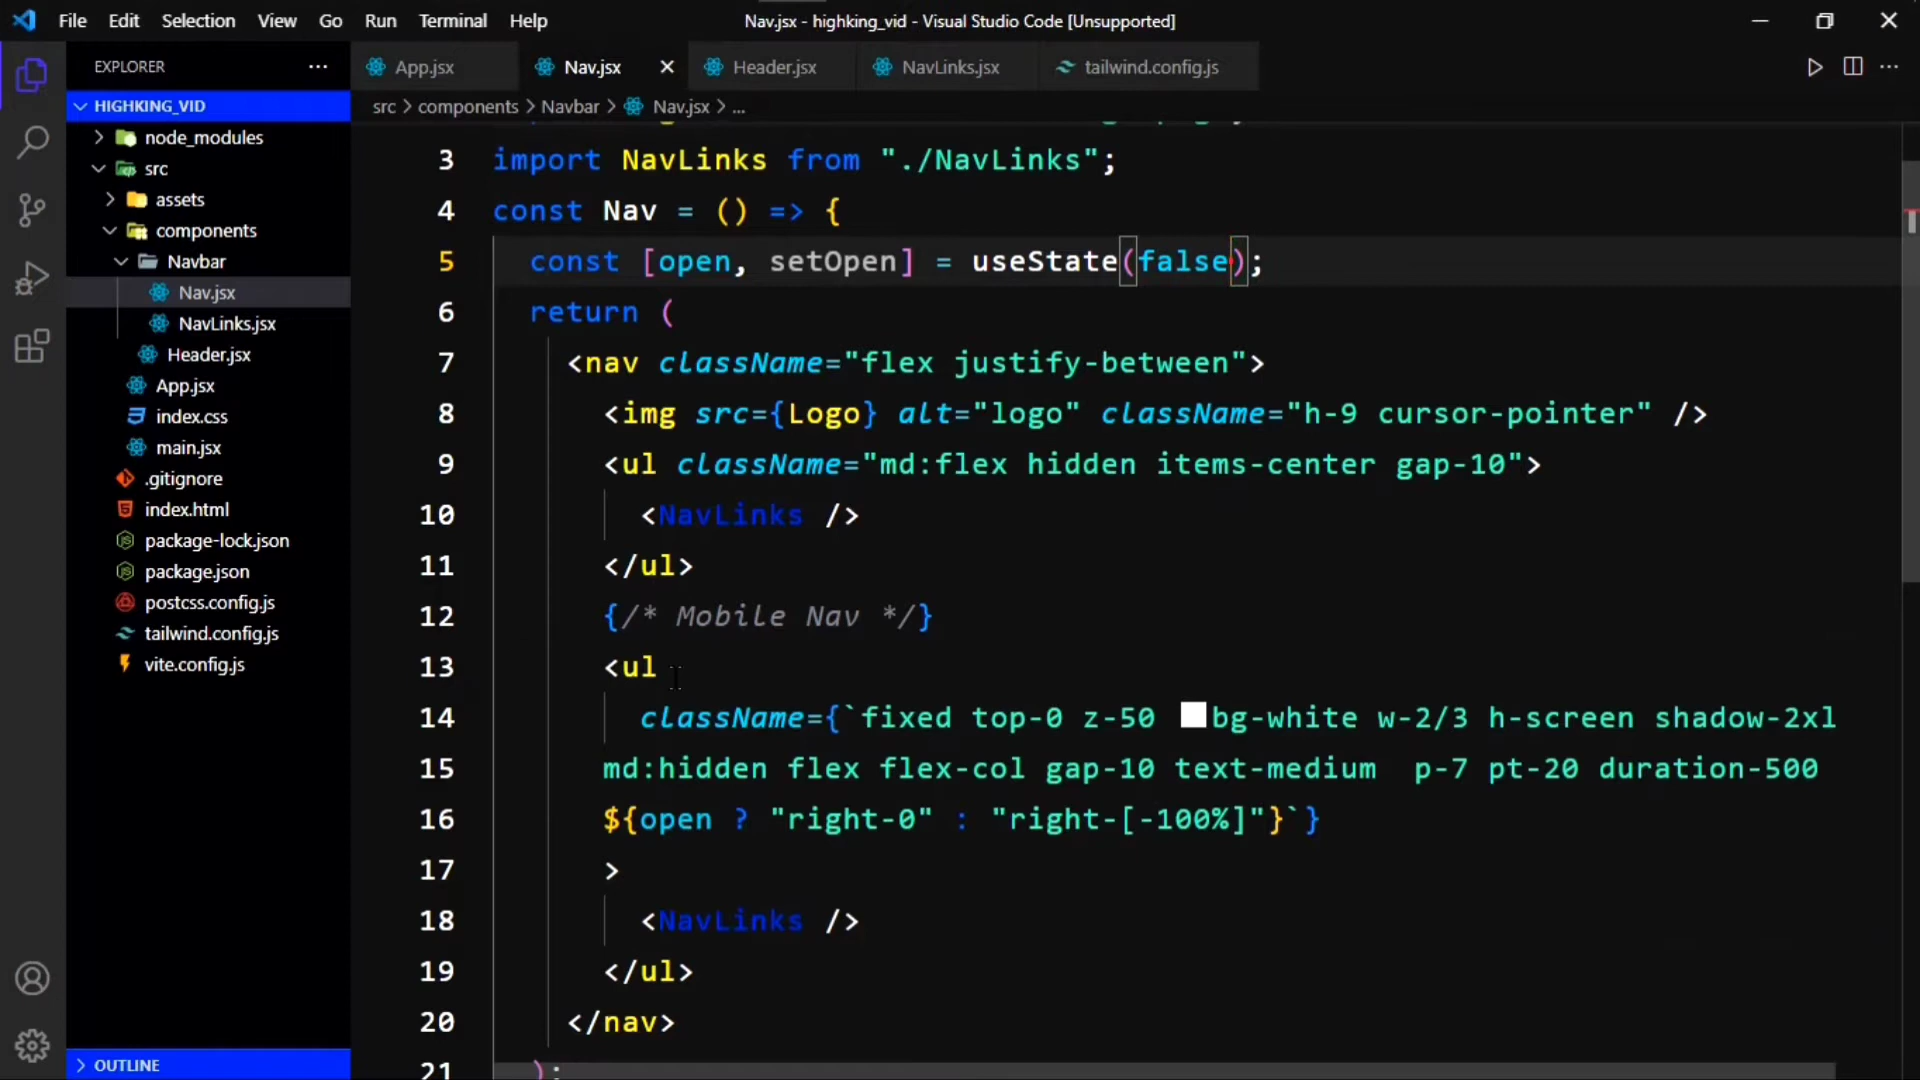 File Edit Selection View Go Run Terminal Help
Nav.jsx - highking_vid - Visual Studio Code [Unsupported]
EXPLORER
App.jsx
Nav.jsx
Header.jsx
NavLinks.jsx
tailwind.config.js
src > components > Navbar > Nav.jsx > ...
HIGHKING_VID
node_modules
src
assets
components
Navbar
Nav.jsx
NavLinks.jsx
Header.jsx
App.jsx
index.css
main.jsx
.gitignore
index.html
package-lock.json
package.json
postcss.config.js
tailwind.config.js
vite.config.js
OUTLINE
3 import NavLinks from "./NavLinks";
4 const Nav = () => {
5 const [open, setOpen] = useState(false);
6 return (
7 <nav className="flex justify-between">
8 <img src={Logo} alt="logo" className="h-9 cursor-pointer" />
9 <ul className="md:flex hidden items-center gap-10">
10 <NavLinks />
11 </ul>
12 {/* Mobile Nav */}
13 <ul
14 className={`fixed top-0 z-50 bg-white w-2/3 h-screen shadow-2xl
15 md:hidden flex flex-col gap-10 text-medium  p-7 pt-20 duration-500
16 ${open ? "right-0" : "right-[-100%]"}`}
17 >
18 <NavLinks />
19 </ul>
20 </nav>
21 );